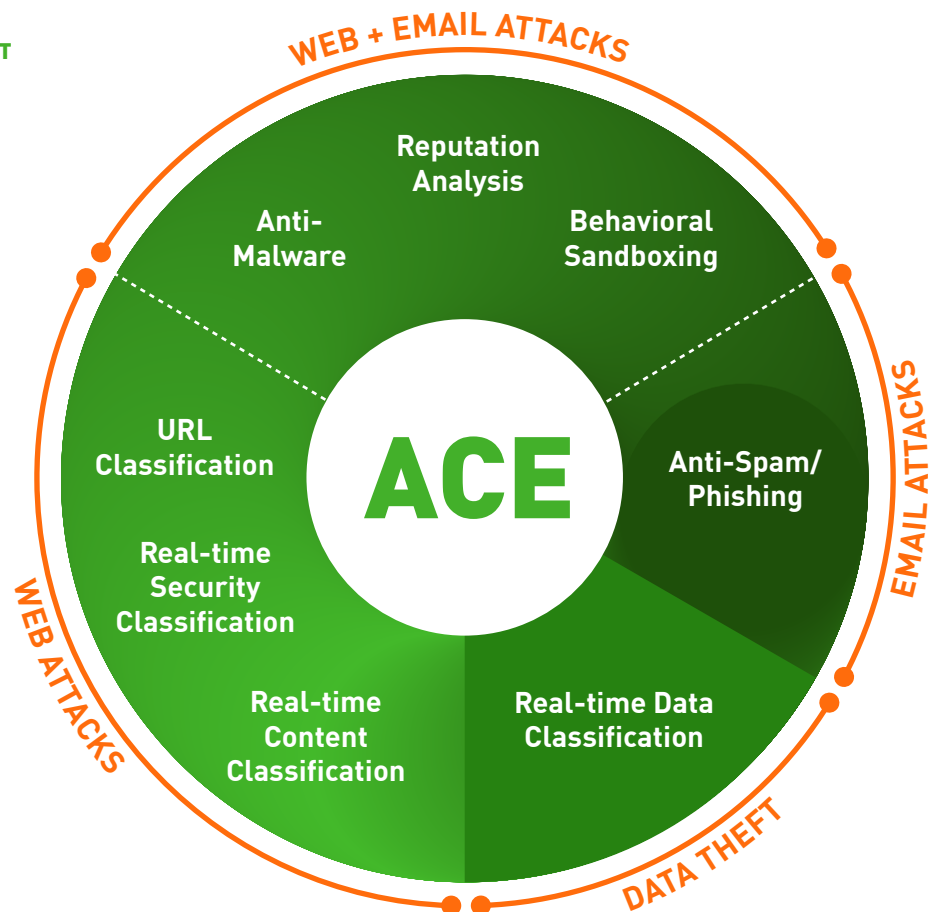 T
WEB + EMAIL ATTACKS
Reputation
Analysis
Anti-
Malware
Behavioral
Sandboxing
URL
Classification
ACE
Anti-Spam/
Phishing
EMAIL ATTACKS
Real-time
Security
Classification
WEB ATTACKS
Real-time
Content
Classification
Real-time Data
Classification
DATA THEFT